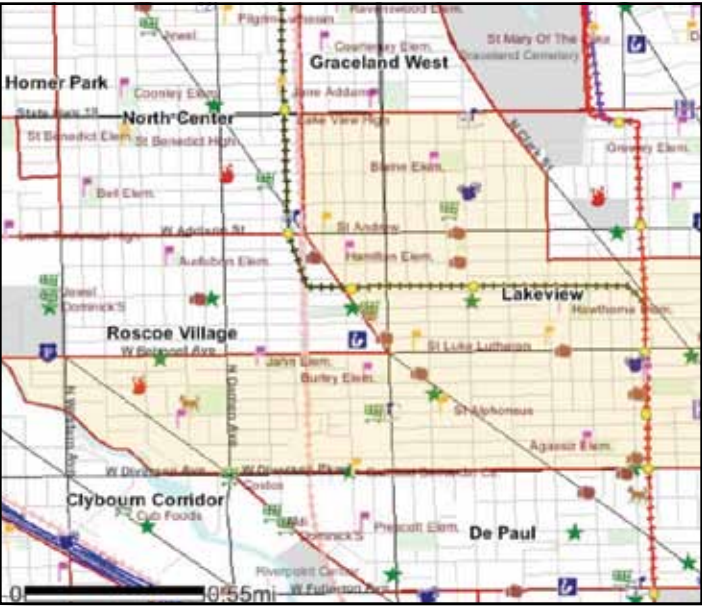 Ravenswood Elem.
Pilgrim Lutheran
Jewel
Courtenay Elem.
St Mary Of The Lake
Graceland Cemetery
Graceland West
Horner Park
Coonley Elem.
Jane Addams
North Center
Lake View High
St Benedict Elem.
St Benedict High
N Clark St
Greeley Elem.
Blaine Elem.
Bell Elem.
W Addison St
St Andrew
Audubon Elem.
Hamilton Elem.
Jewel
Dominick'S
Lakeview
Hawthorne Elem.
Roscoe Village
W Belmont Ave
St Luke Lutheran
Jahn Elem.
Burley Elem.
N Western Ave
N Damen Ave
St Alphonsus
Agassiz Elem.
W Diversey Ave
W Diversey Pkwy
Costco
Clybourn Corridor
Cub Foods
Aldi
Dominick'S
Prescott Elem.
De Paul
Riverpoint Center
W Fullerton Ave
0
0.55mi